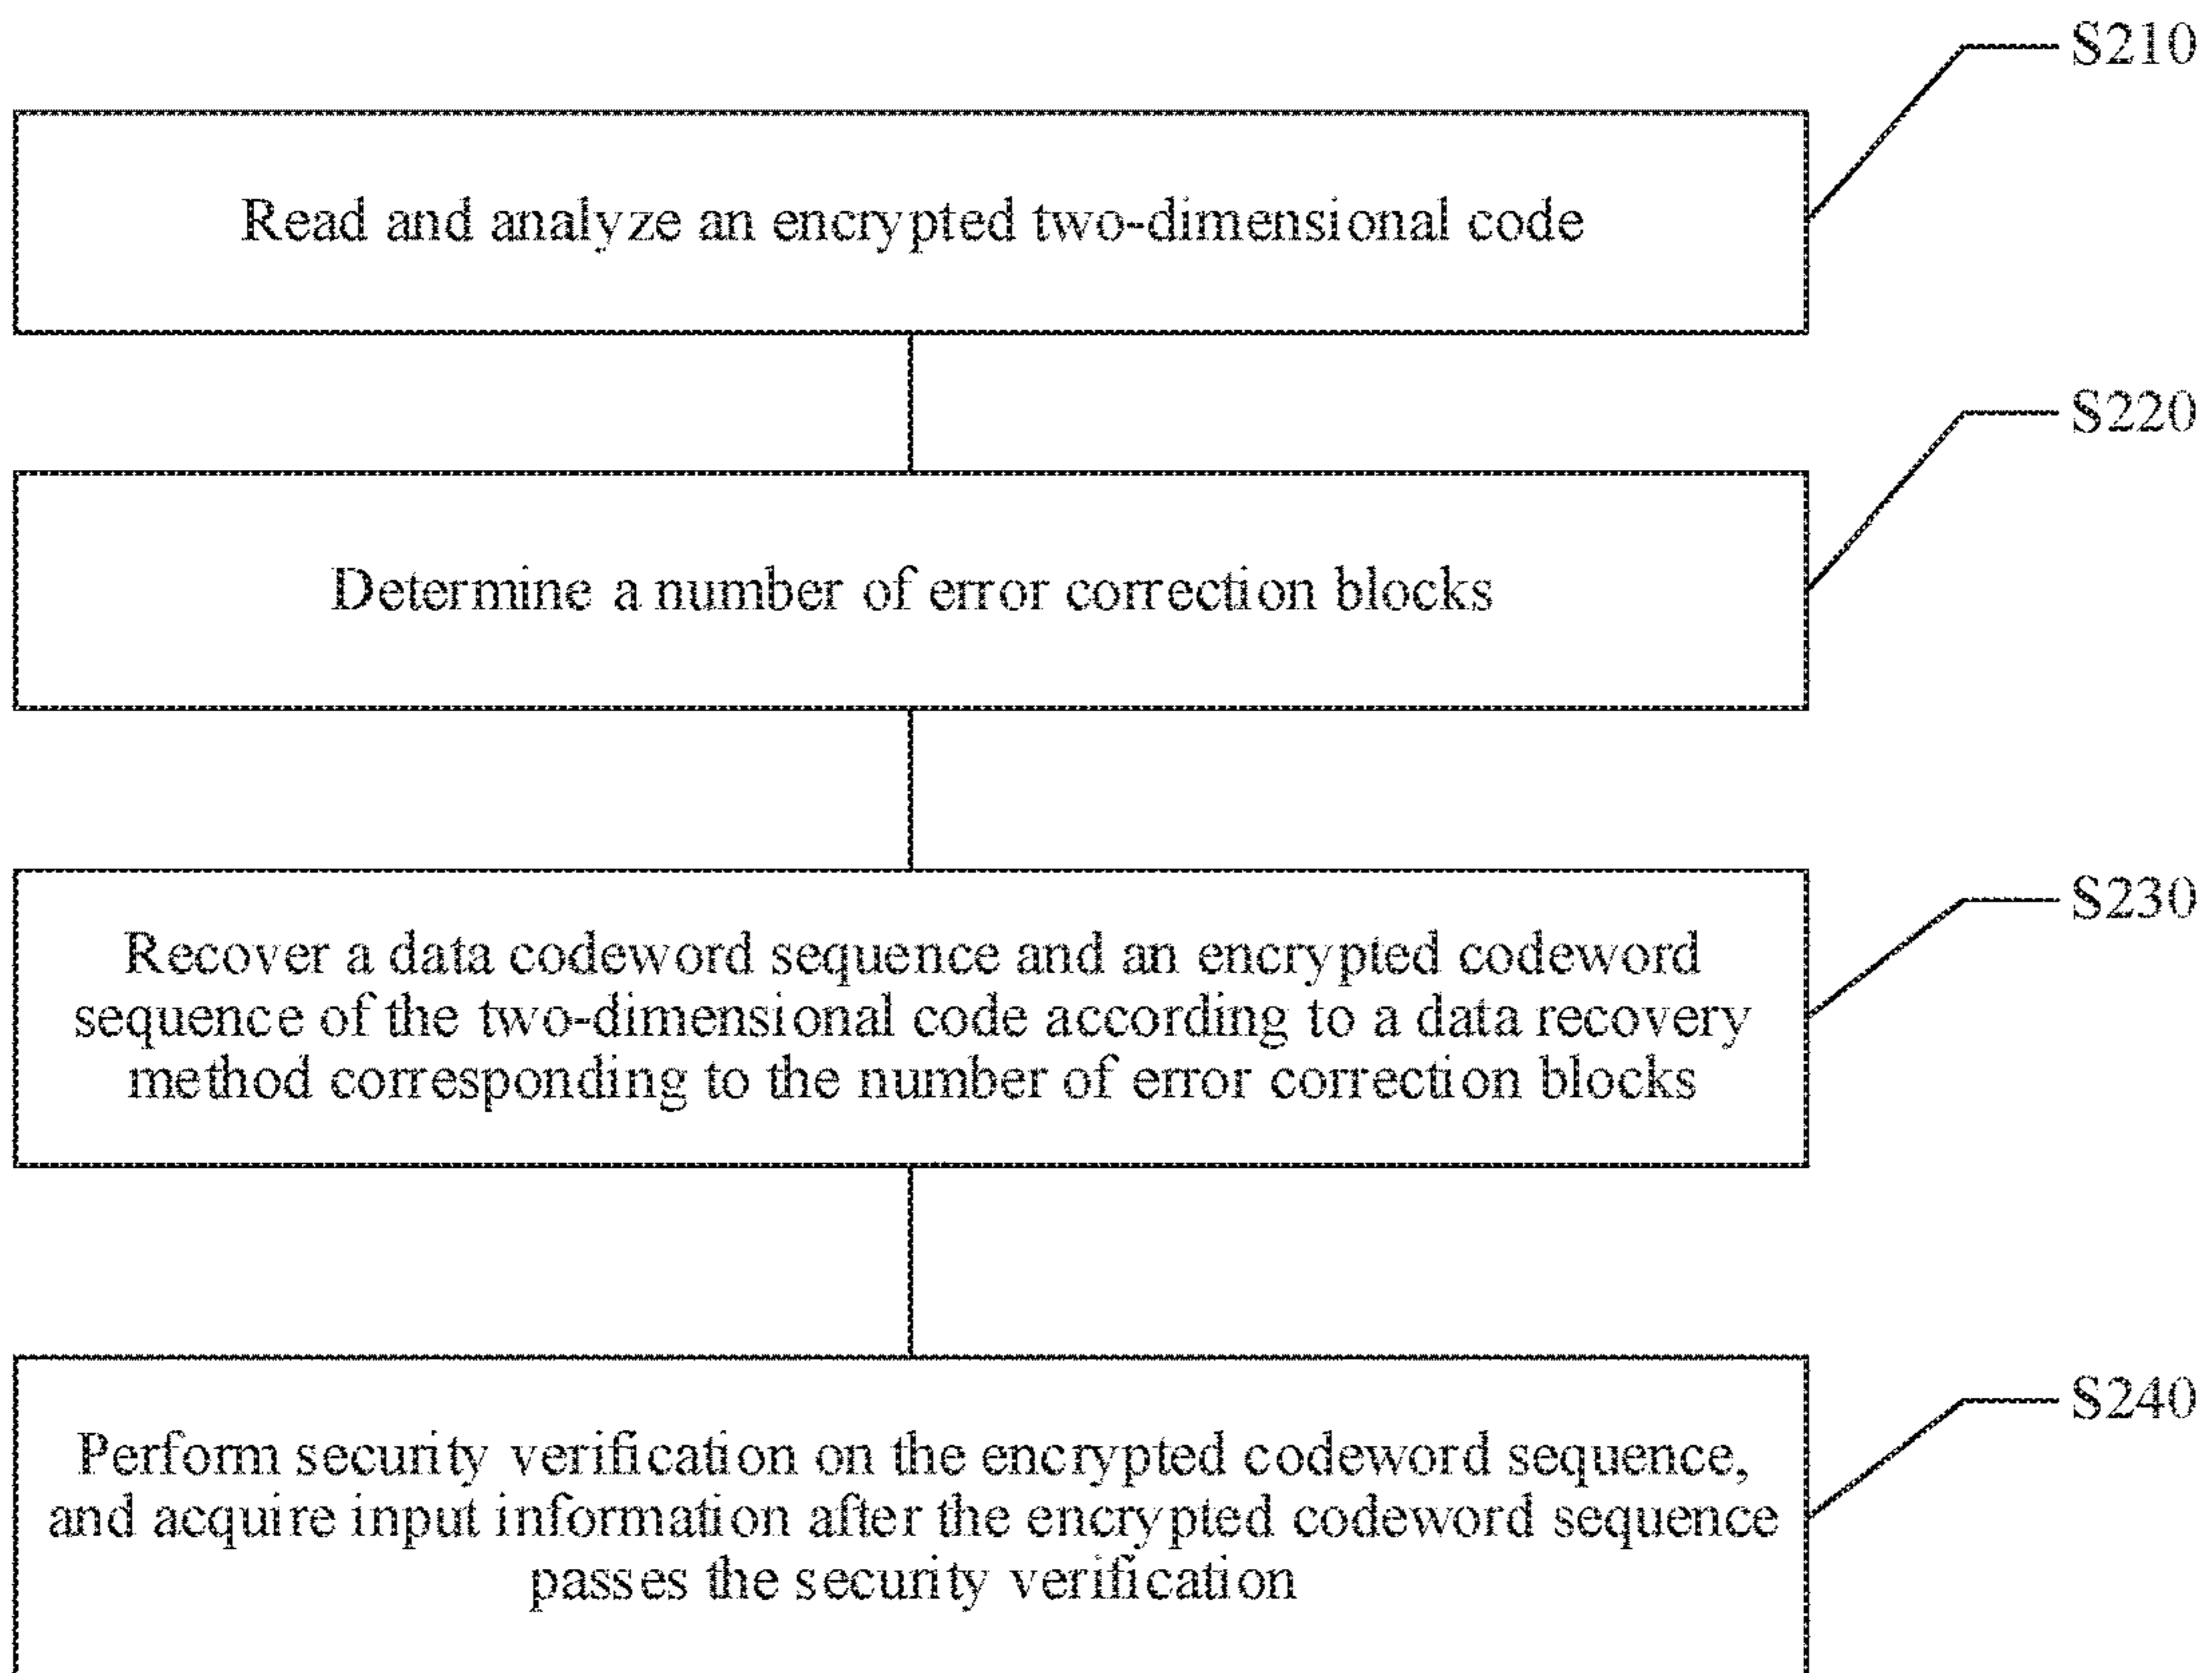 S210
Read and analyze an encrypted two-dimensional code
S220
Determine a number of error correction blocks
S230
Recover a data codeword sequence and an encrypted codeword
sequence of the two-dimensional code according to a data recovery
method corresponding to the number of error correction blocks
S240
Perform security verification on the encrypted codeword sequence,
and acquire input information after the encrypted codeword sequence
passes the security verification